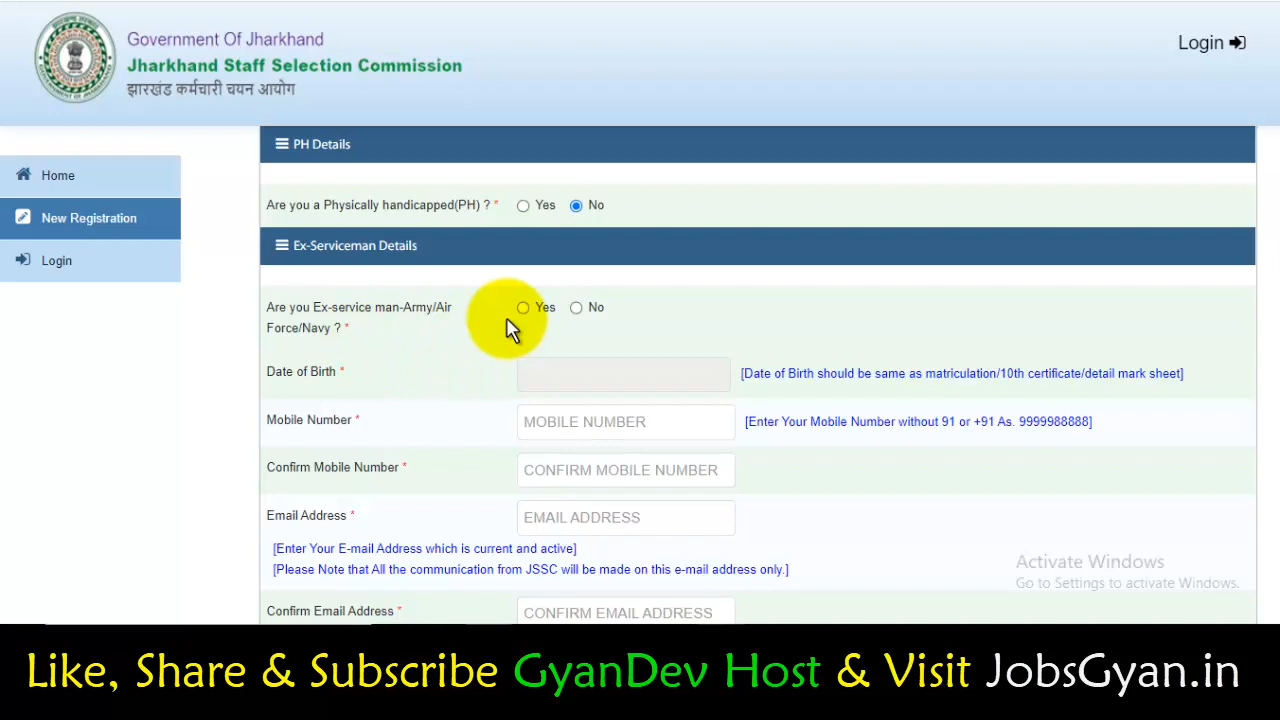 Government Of Jharkhand
Jharkhand Staff Selection Commission
झारखंड कर्मचारी चयन आयोग
Login
Home
New Registration
Login
PH Details
Are you a Physically handicapped(PH) ? * Yes No
Ex-Serviceman Details
Are you Ex-service man-Army/Air Yes No
Force/Navy ? *
Date of Birth * [Date of Birth should be same as matriculation/10th certificate/detail mark sheet]
Mobile Number * MOBILE NUMBER [Enter Your Mobile Number without 91 or +91 As. 9999988888]
Confirm Mobile Number * CONFIRM MOBILE NUMBER
Email Address * EMAIL ADDRESS
[Enter Your E-mail Address which is current and active]
[Please Note that All the communication from JSSC will be made on this e-mail address only.]
Confirm Email Address * CONFIRM EMAIL ADDRESS
Activate Windows
Go to Settings to activate Windows.
Like, Share & Subscribe GyanDev Host & Visit JobsGyan.in